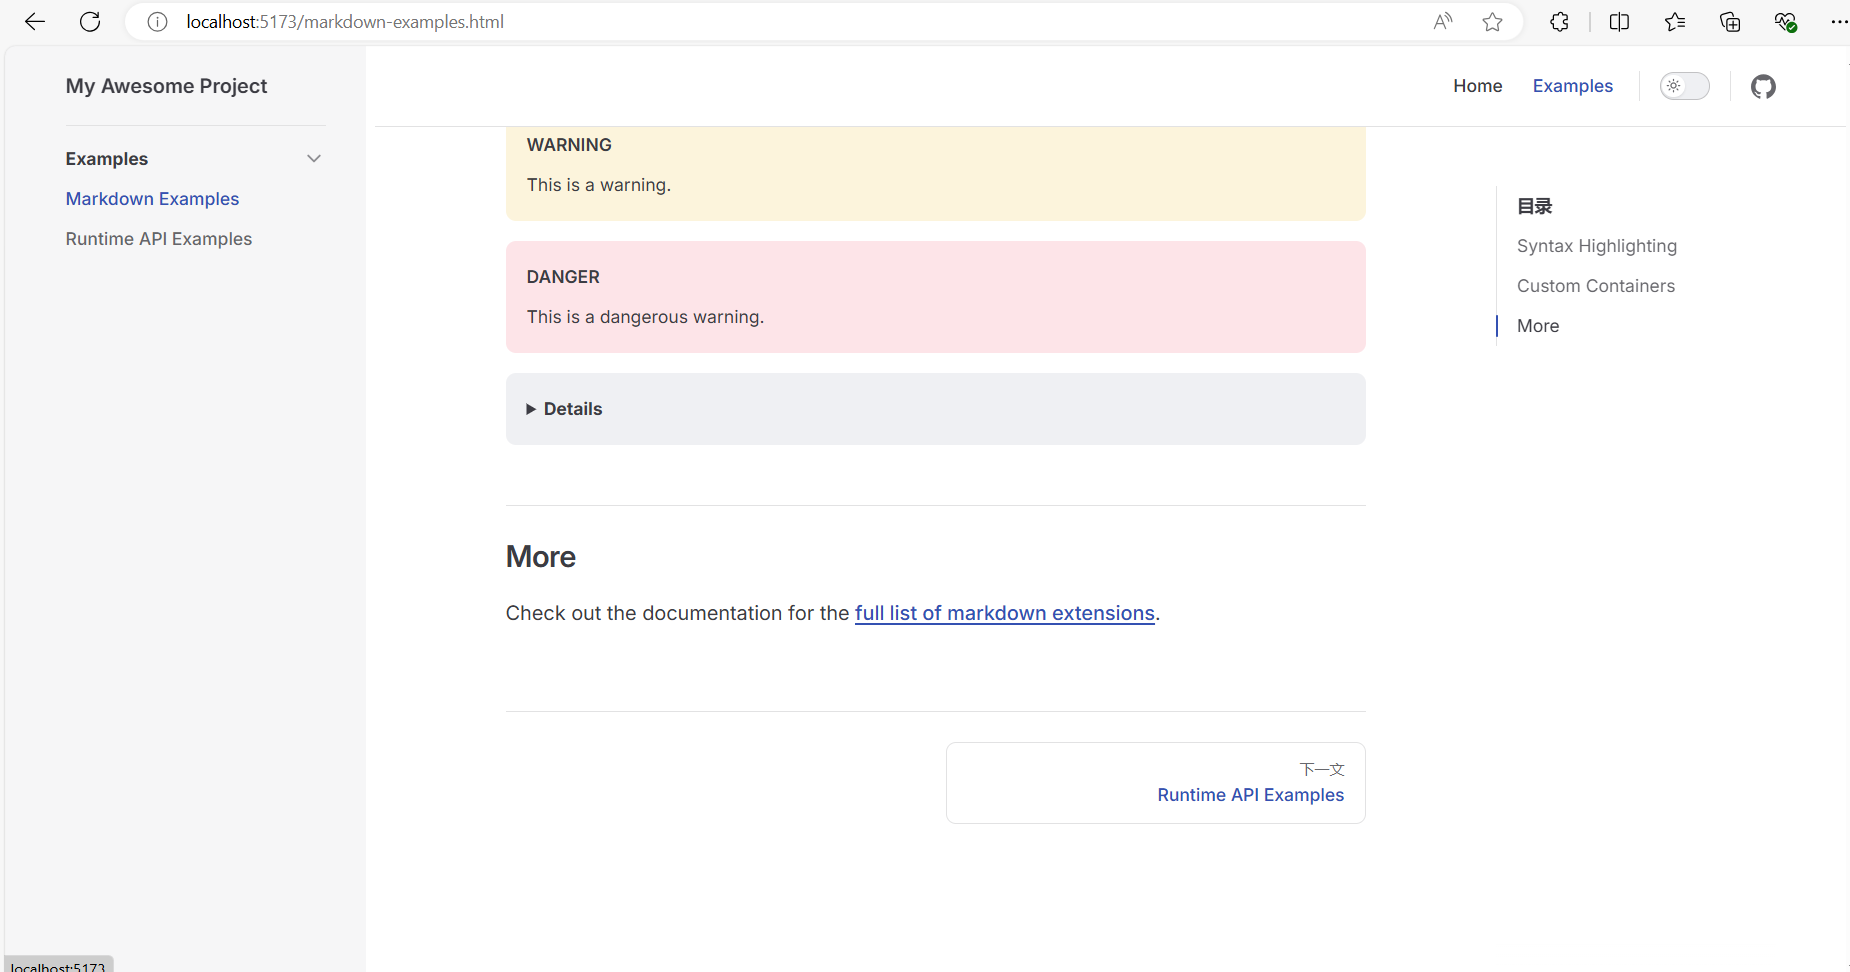 localhost:5173/markdown-examples.html
My Awesome Project
Home
Examples
Examples
Markdown Examples
Runtime API Examples
WARNING
This is a warning.
DANGER
This is a dangerous warning.
Details
More
Check out the documentation for the full list of markdown extensions.
下一文
Runtime API Examples
目录
Syntax Highlighting
Custom Containers
More
localhost:5173